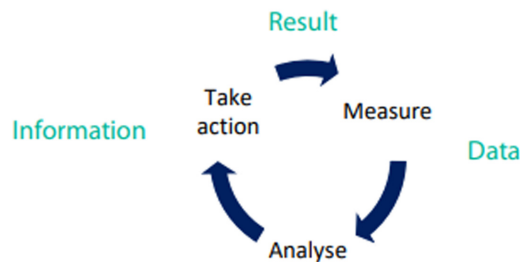 Result
Take
action
Measure
Information
Data
Analyse